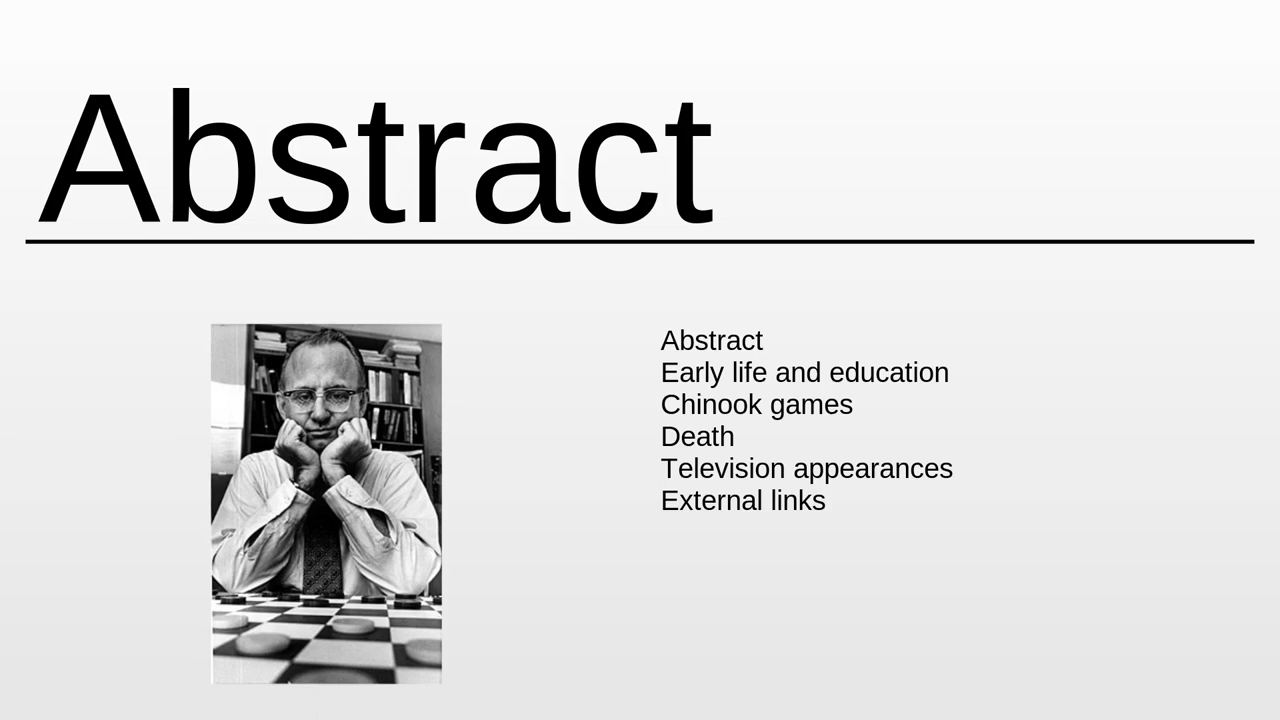 Abstract
Abstract
Early life and education
Chinook games
Death
Television appearances
External links